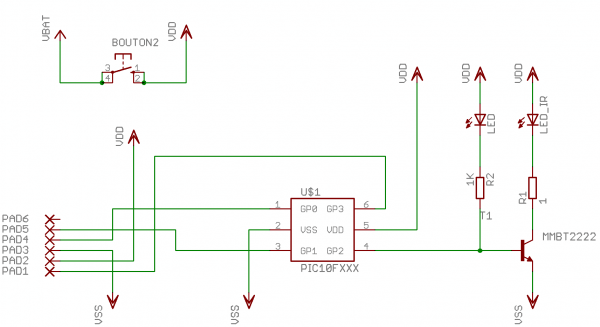 VBAT
BOUTON2
3
1
4
2
VDD
VDD
VDD
VDD
VDD
LED
LED_IR
1K
R2
R1
1
T1
MMBT2222
U$1
1
GP0
GP3
6
2
VSS
VDD
5
3
GP1
GP2
4
PIC10FXXX
PAD6
PAD5
PAD4
PAD3
PAD2
PAD1
VSS
VSS
VSS